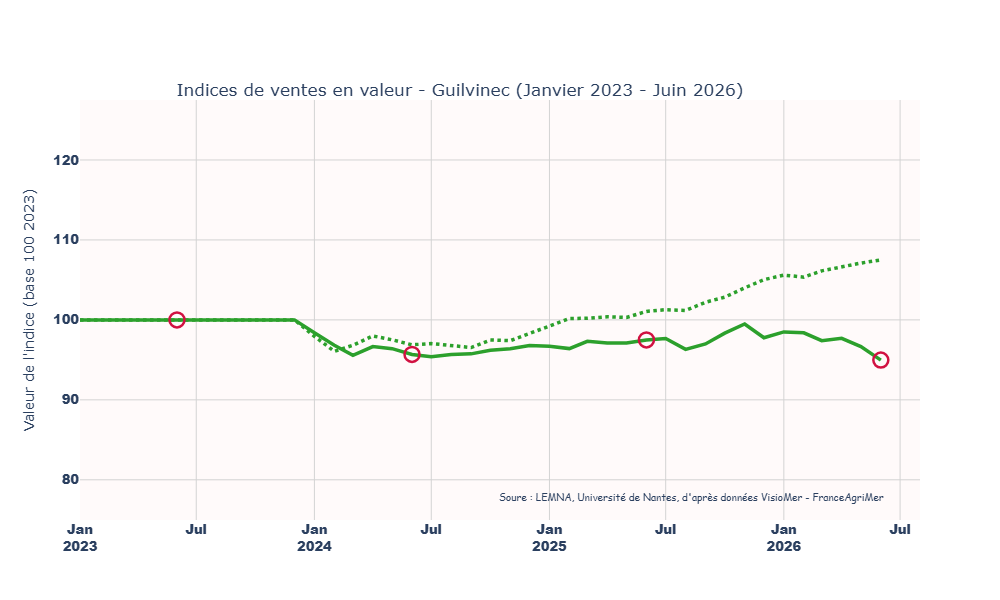 Indices de ventes en valeur - Guilvinec (Janvier 2023 - Juin 2026)
Valeur de l'indice (base 100 2023)
120
110
100
90
80
Soure : LEMNA, Université de Nantes, d'après données VisioMer - FranceAgriMer
Jan Jul Jan Jul Jan Jul Jan Jul
2023 2024 2025 2026